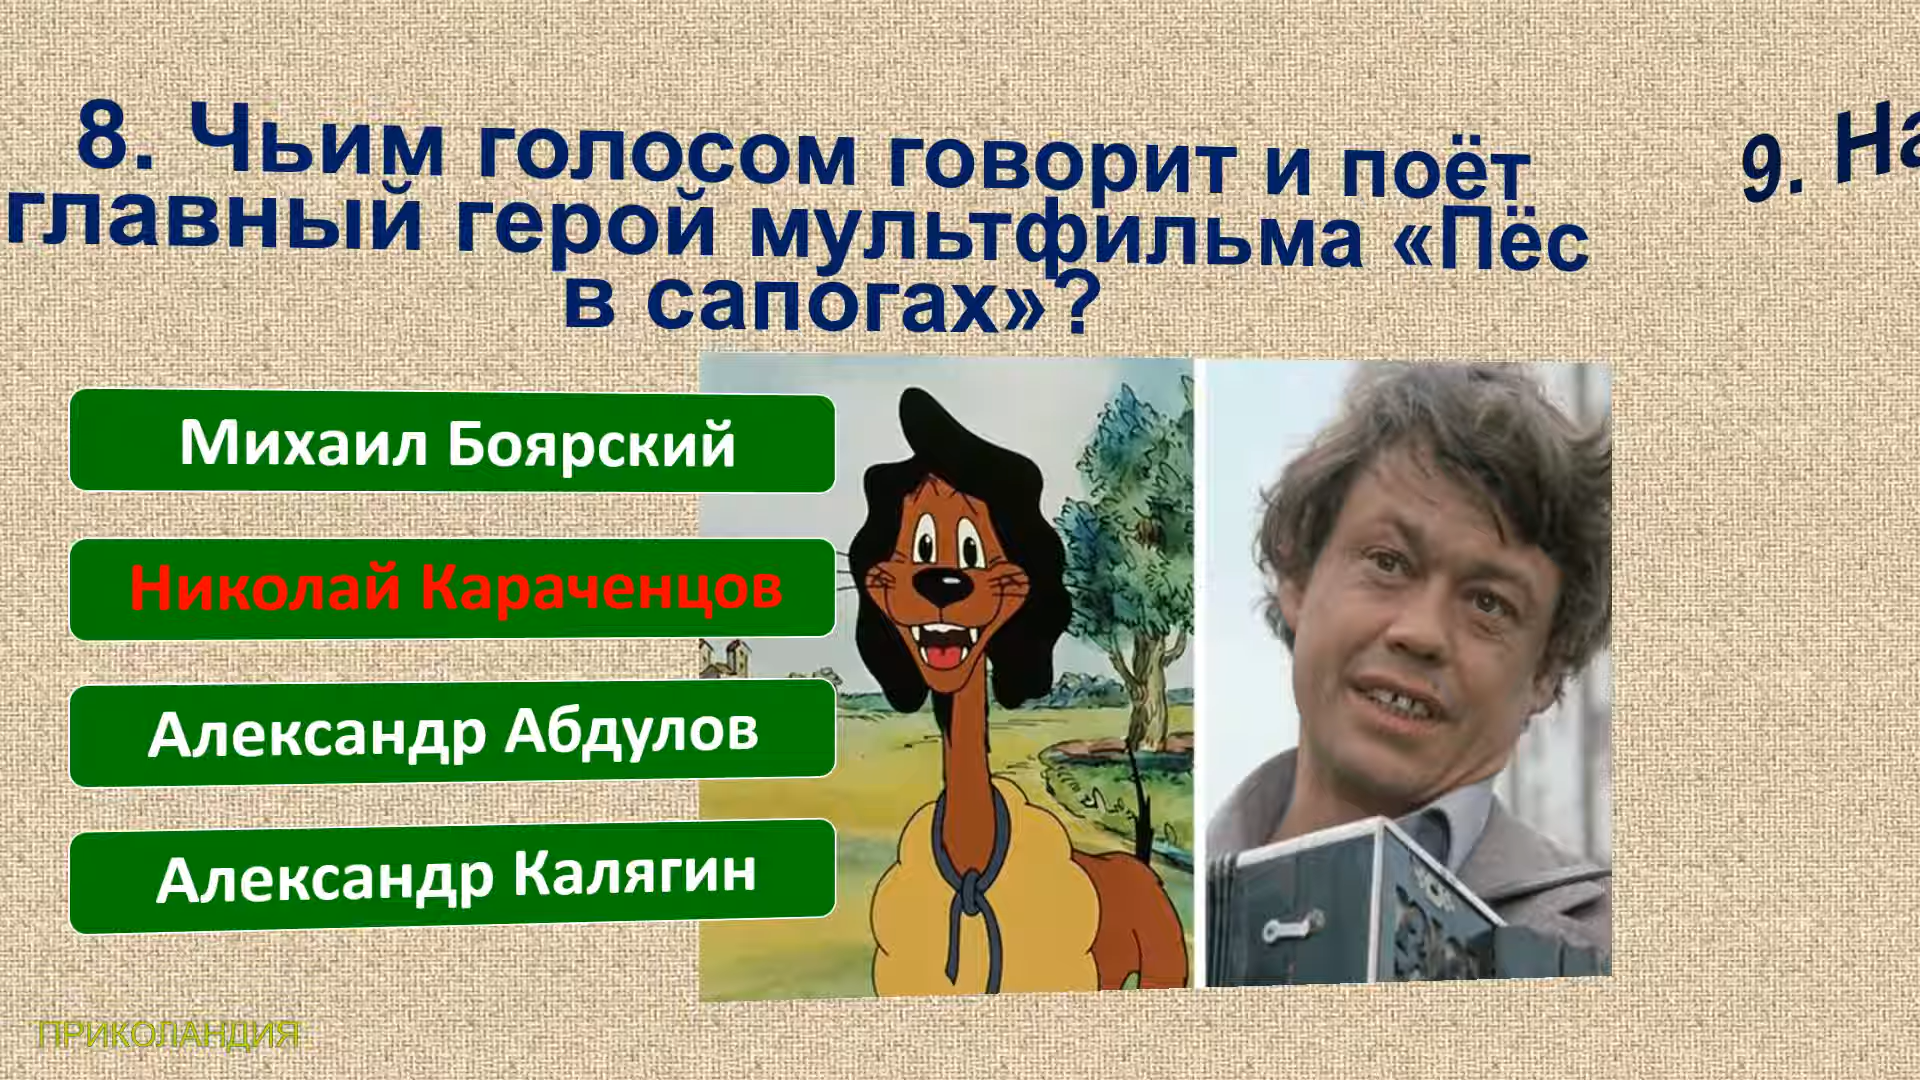 8. Чьим голосом говорит и поёт
главный герой мультфильма «Пёс
в сапогах»?
9. На
Михаил Боярский
Николай Караченцов
Александр Абдулов
Александр Калягин
ПРИКОЛАНДИЯ